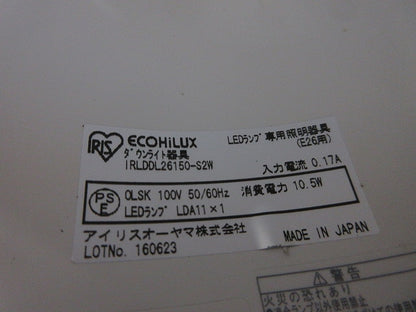 IRIS ECOHiLUX LEDランプ専用照明器具
ダウンライト器具 (E26用)
IRLDDL26150-S2W 入力電流 0.17A
PSE OLSK 100V 50/60Hz 消費電力 10.5W
LEDランプ LDA11×1
アイリスオーヤマ株式会社
LOTNo. 160623 MADE IN JAPAN
警告
火災の恐れあり